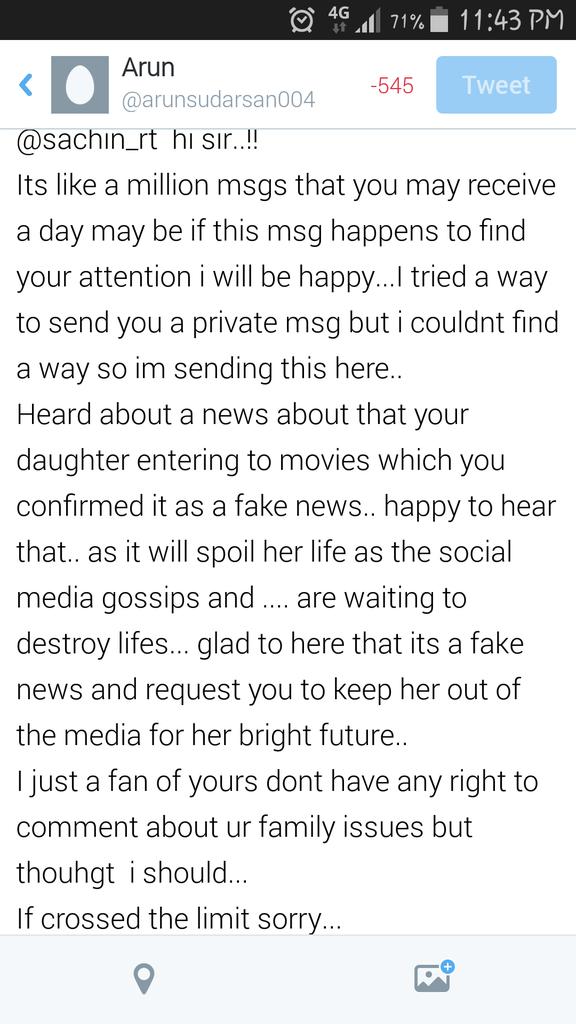 4G 71% 11:43 PM
Arun
@arunsudarsan004
-545
Tweet
@sachin_rt hi sir..!!
Its like a million msgs that you may receive
a day may be if this msg happens to find
your attention i will be happy...I tried a way
to send you a private msg but i couldnt find
a way so im sending this here..
Heard about a news about that your
daughter entering to movies which you
confirmed it as a fake news.. happy to hear
that.. as it will spoil her life as the social
media gossips and .... are waiting to
destroy lifes... glad to here that its a fake
news and request you to keep her out of
the media for her bright future..
I just a fan of yours dont have any right to
comment about ur family issues but
thouhgt i should...
If crossed the limit sorry...